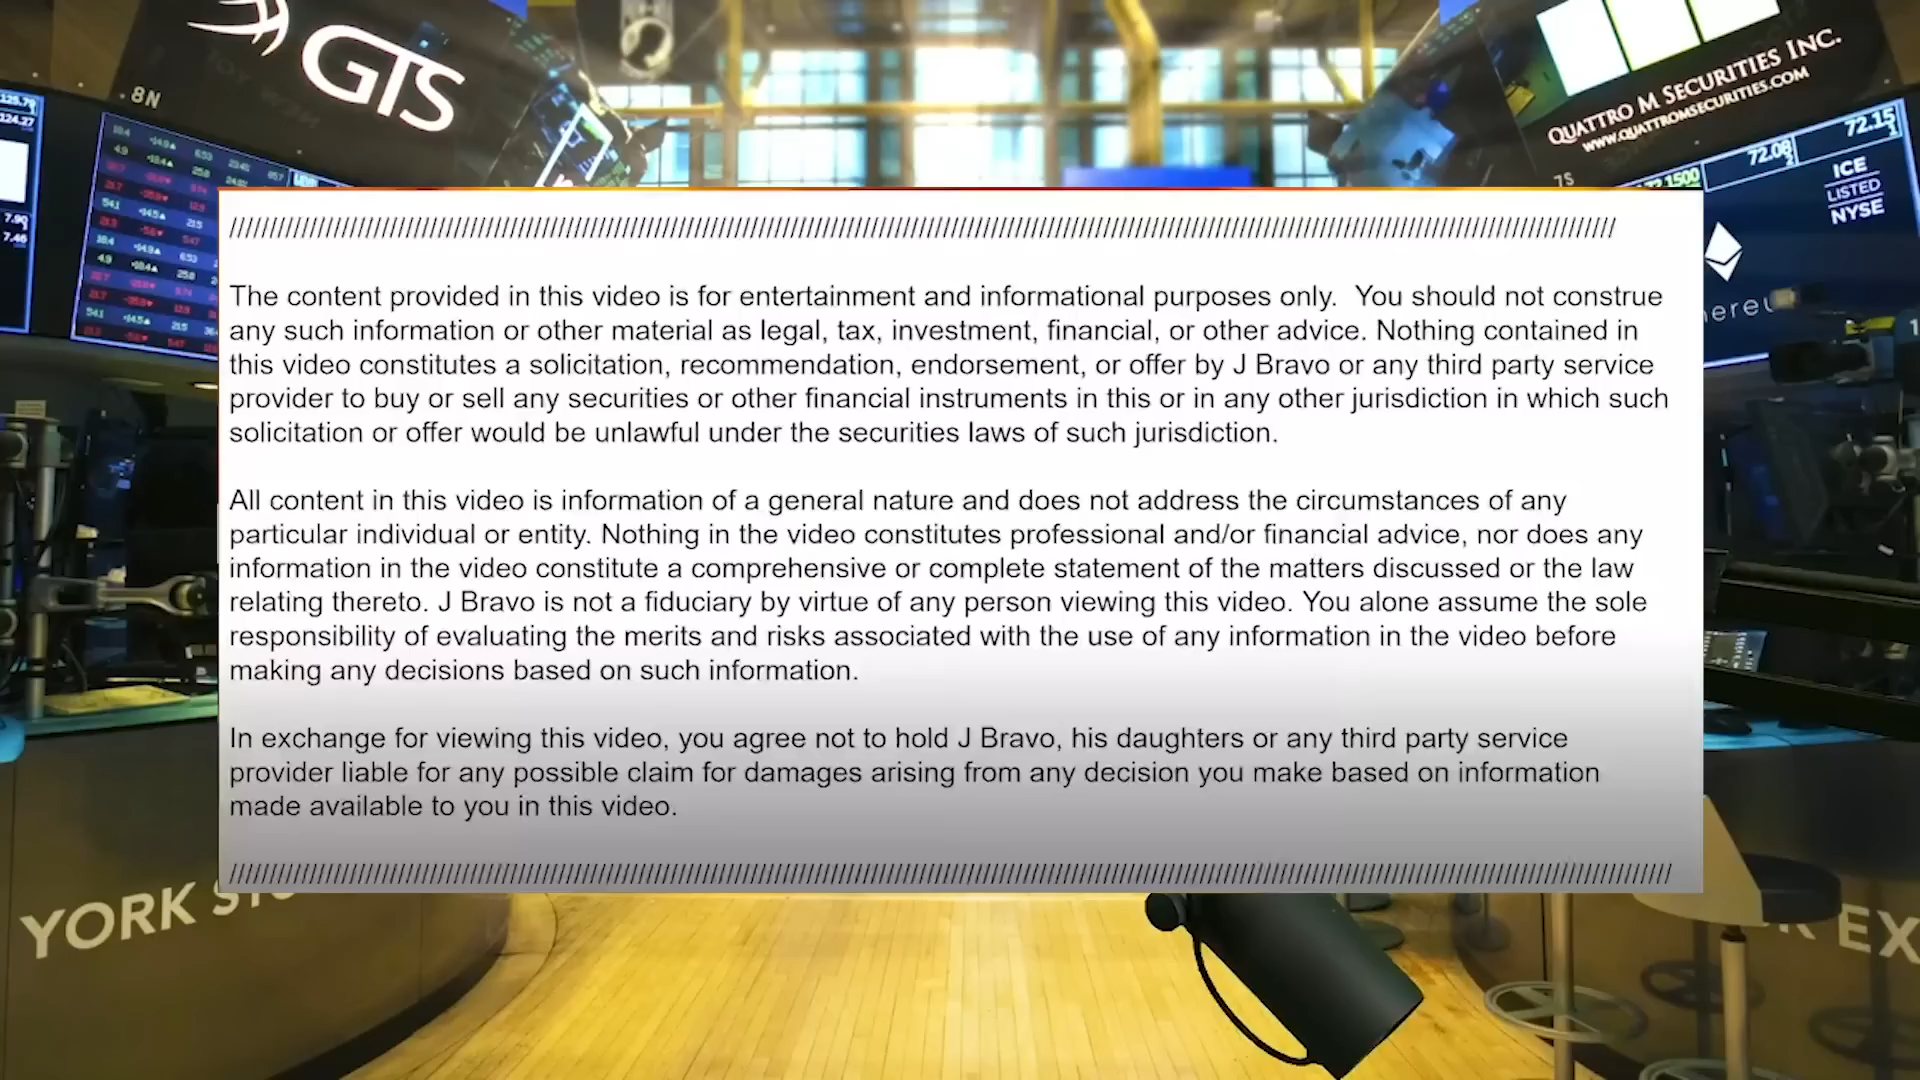 GTS
8N
QUATTRO M SECURITIES INC.
WWW.QUATTROMSECURITIES.COM
125.79
124.27
7.90
7.46
72.15
72.08
72.1500
7S
ICE
LISTED
NYSE
////////////////////////////////////////////////////////////////////////////////////////////////////////////////////////////////////////////////////////////////////////
The content provided in this video is for entertainment and informational purposes only.  You should not construe
any such information or other material as legal, tax, investment, financial, or other advice. Nothing contained in
this video constitutes a solicitation, recommendation, endorsement, or offer by J Bravo or any third party service
provider to buy or sell any securities or other financial instruments in this or in any other jurisdiction in which such
solicitation or offer would be unlawful under the securities laws of such jurisdiction.
All content in this video is information of a general nature and does not address the circumstances of any
particular individual or entity. Nothing in the video constitutes professional and/or financial advice, nor does any
information in the video constitute a comprehensive or complete statement of the matters discussed or the law
relating thereto. J Bravo is not a fiduciary by virtue of any person viewing this video. You alone assume the sole
responsibility of evaluating the merits and risks associated with the use of any information in the video before
making any decisions based on such information.
In exchange for viewing this video, you agree not to hold J Bravo, his daughters or any third party service
provider liable for any possible claim for damages arising from any decision you make based on information
made available to you in this video.
////////////////////////////////////////////////////////////////////////////////////////////////////////////////////////////////////////////////////////////////////////////////
YORK
EX